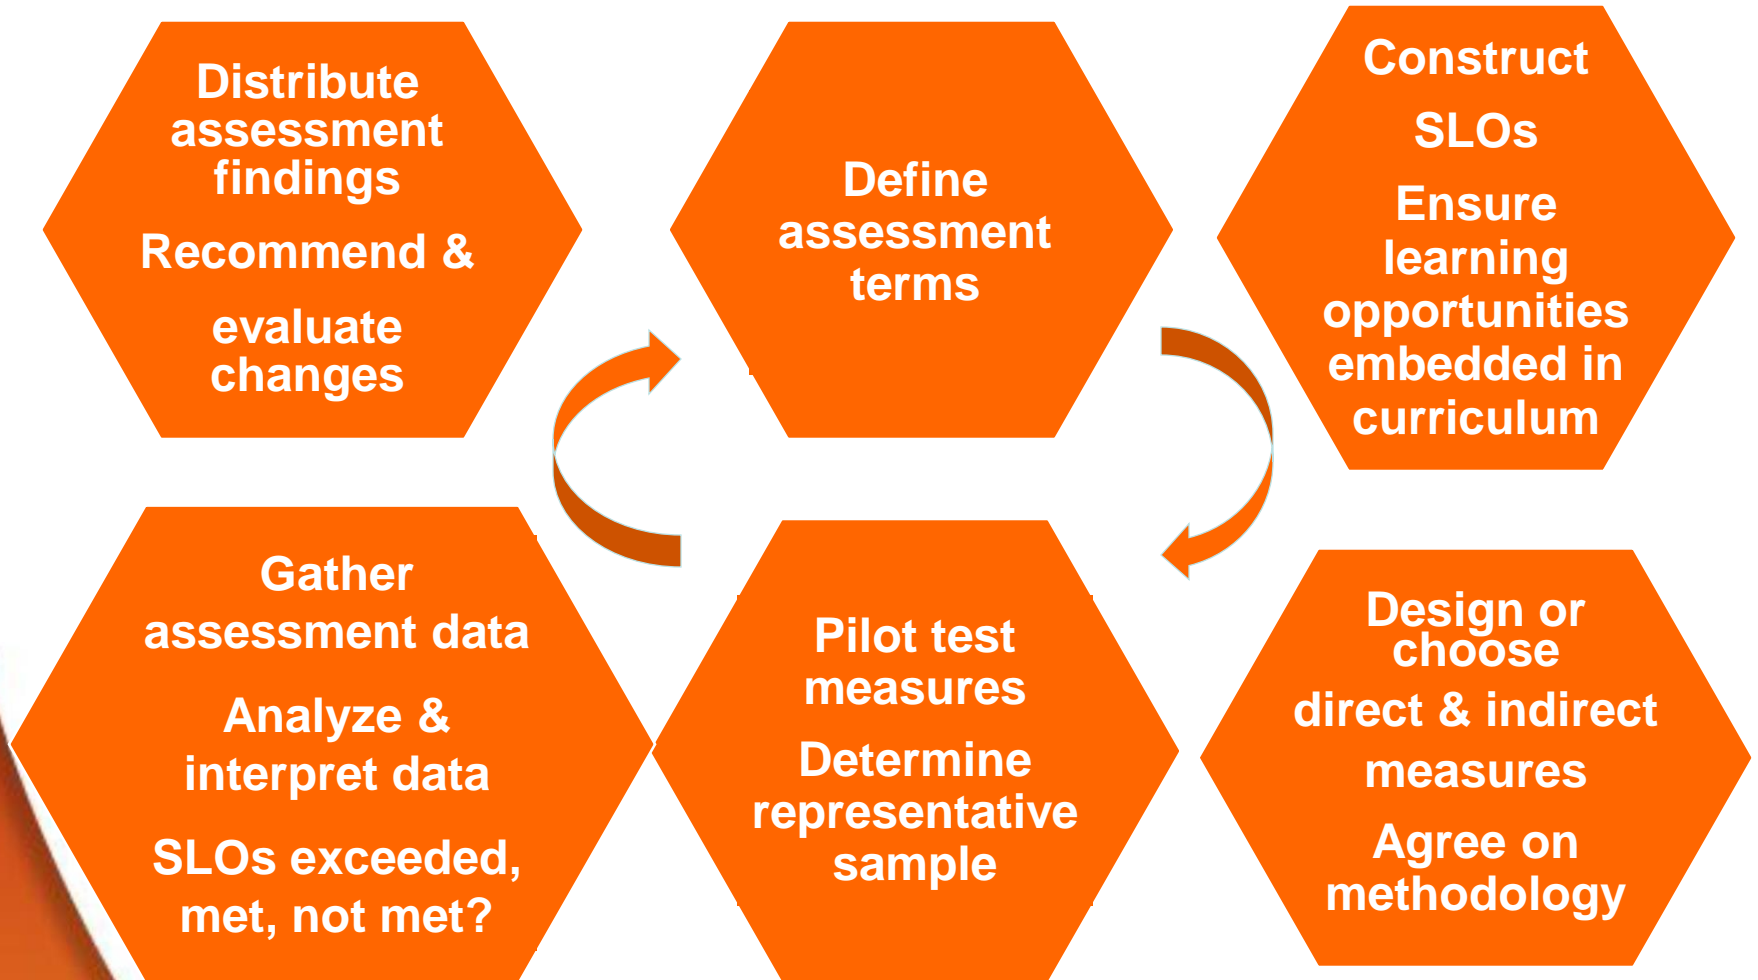 Distribute
assessment
findings
Recommend &
evaluate
changes
Define
assessment
terms
Construct
SLOs
Ensure
learning
opportunities
embedded in
curriculum
Gather
assessment data
Analyze &
interpret data
SLOs exceeded,
met, not met?
Pilot test
measures
Determine
representative
sample
Design or
choose
direct & indirect
measures
Agree on
methodology